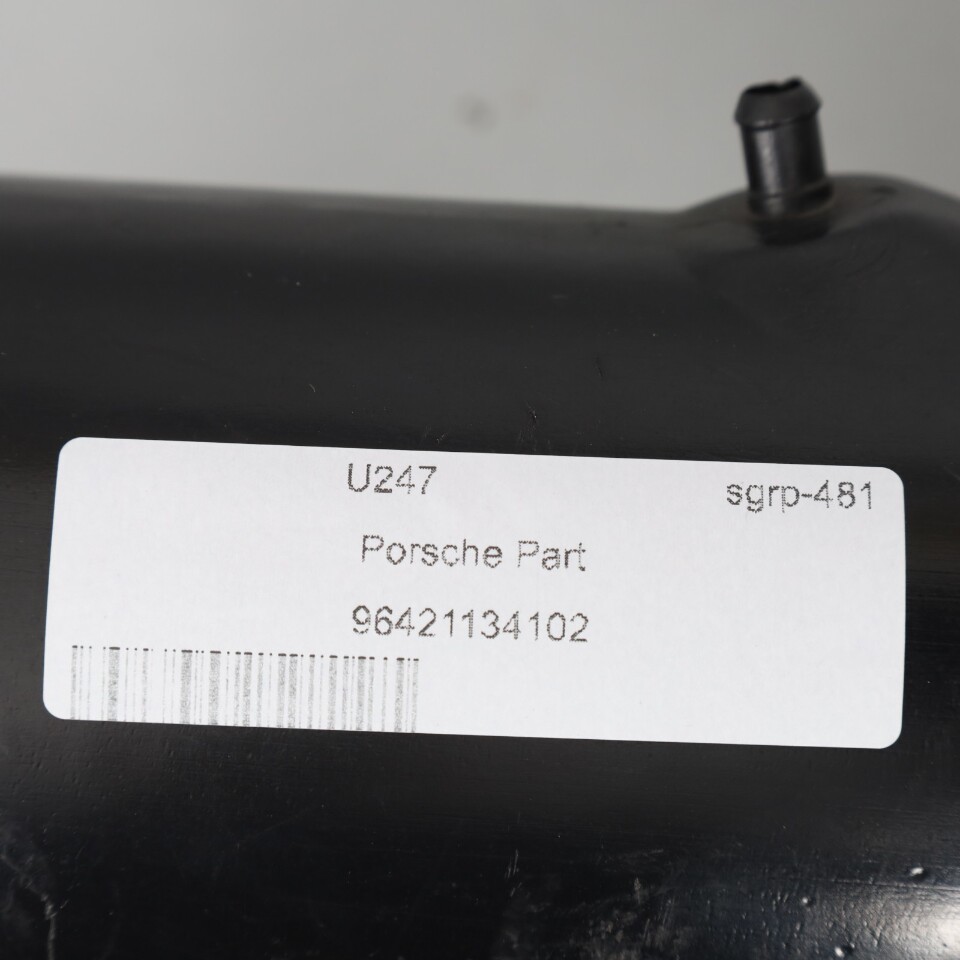 U247 sgrp-481
Porsche Part
96421134102